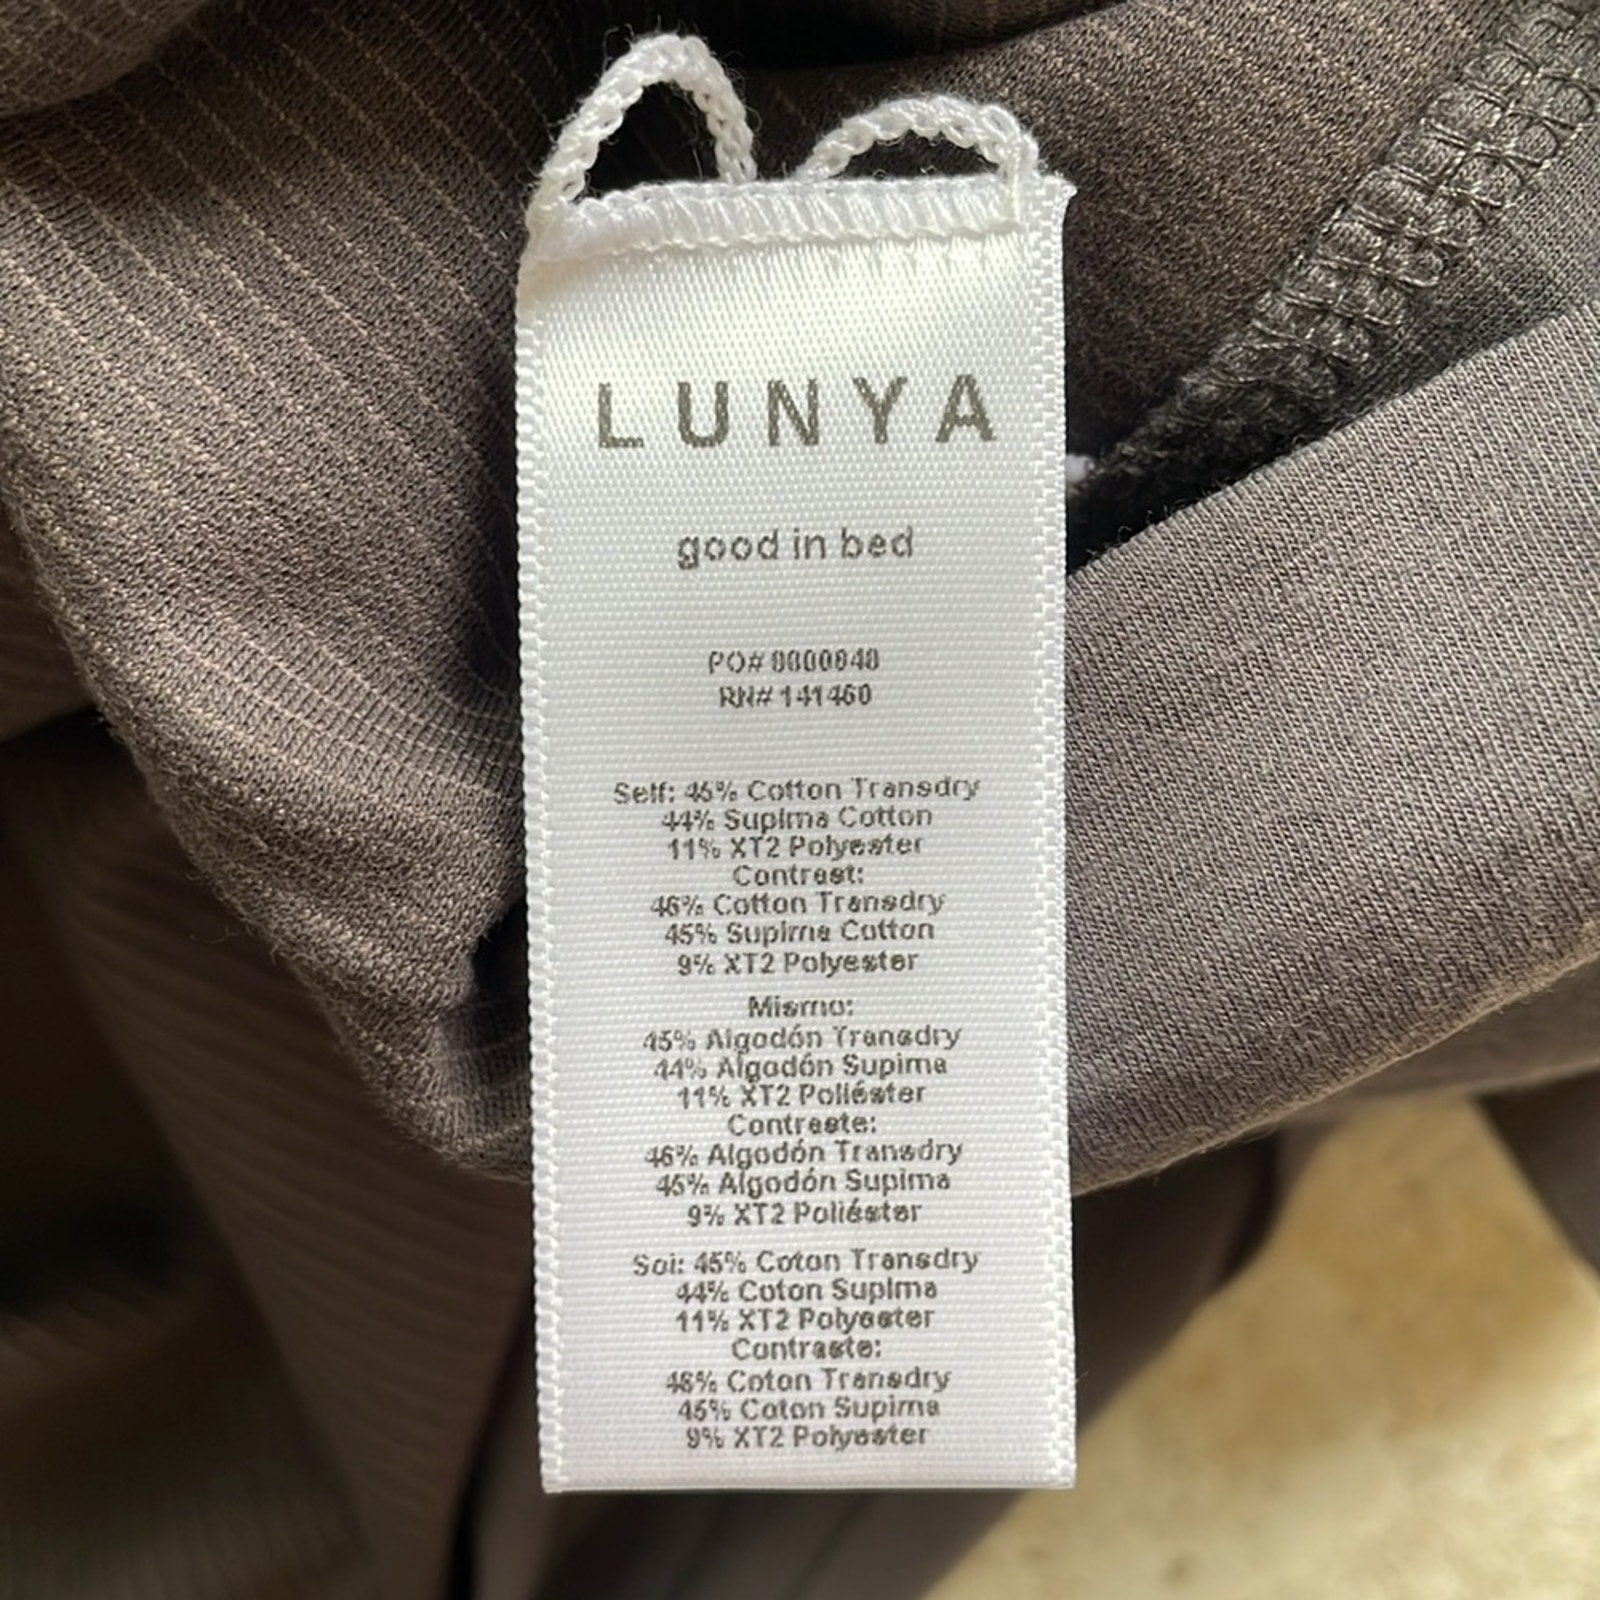 LUNYA
good in bed
PO# 0000848
RN# 141460
Self: 45% Cotton Transdry
44% Supima Cotton
11% XT2 Polyester
Contrast:
46% Cotton Transdry
45% Supima Cotton
9% XT2 Polyester
Mismo:
45% Algodón Transdry
44% Algodón Supima
11% XT2 Poliéster
Contraste:
46% Algodón Transdry
45% Algodón Supima
9% XT2 Poliéster
Soi: 45% Coton Transdry
44% Coton Supima
11% XT2 Polyester
Contraste:
46% Coton Transdry
45% Coton Supima
9% XT2 Polyester